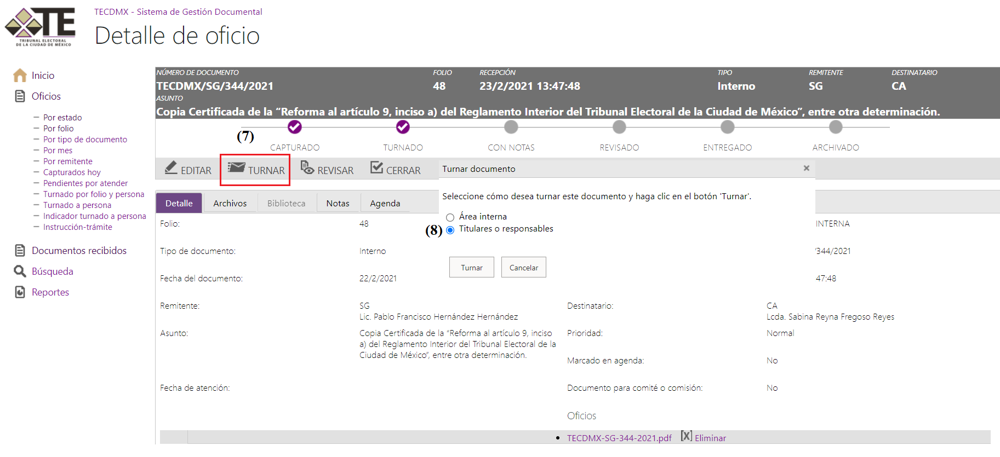 TE
TRIBUNAL ELECTORAL
DE LA CIUDAD DE MÉXICO
TECDMX - Sistema de Gestión Documental
Detalle de oficio
Inicio
Oficios
Por estado
Por folio
Por tipo de documento
Por mes
Por remitente
Capturados hoy
Pendientes por atender
Turnado por folio y persona
Turnado a persona
Indicador turnado a persona
Instrucción-trámite
Documentos recibidos
Búsqueda
Reportes
NÚMERO DE DOCUMENTO FOLIO RECEPCIÓN TIPO REMITENTE DESTINATARIO
TECDMX/SG/344/2021 48 23/2/2021 13:47:48 Interno SG CA
ASUNTO
Copia Certificada de la “Reforma al artículo 9, inciso a) del Reglamento Interior del Tribunal Electoral de la Ciudad de México”, entre otra determinación.
(7)
CAPTURADO TURNADO CON NOTAS REVISADO ENTREGADO ARCHIVADO
EDITAR TURNAR REVISAR CERRAR
Turnar documento ×
Seleccione cómo desea turnar este documento y haga clic en el botón 'Turnar'.
Área interna
(8) Titulares o responsables
Turnar Cancelar
Detalle Archivos Biblioteca Notas Agenda
Folio: 48 INTERNA
Tipo de documento: Interno /344/2021
Fecha del documento: 22/2/2021 47:48
Remitente: SG Destinatario: CA
Lic. Pablo Francisco Hernández Hernández Lcda. Sabina Reyna Fregoso Reyes
Asunto: Copia Certificada de la “Reforma al artículo 9, inciso Prioridad: Normal
a) del Reglamento Interior del Tribunal Electoral de la
Ciudad de México”, entre otra determinación.
Marcado en agenda: No
Fecha de atención: Documento para comité o comisión: No
Oficios
• TECDMX-SG-344-2021.pdf [X] Eliminar